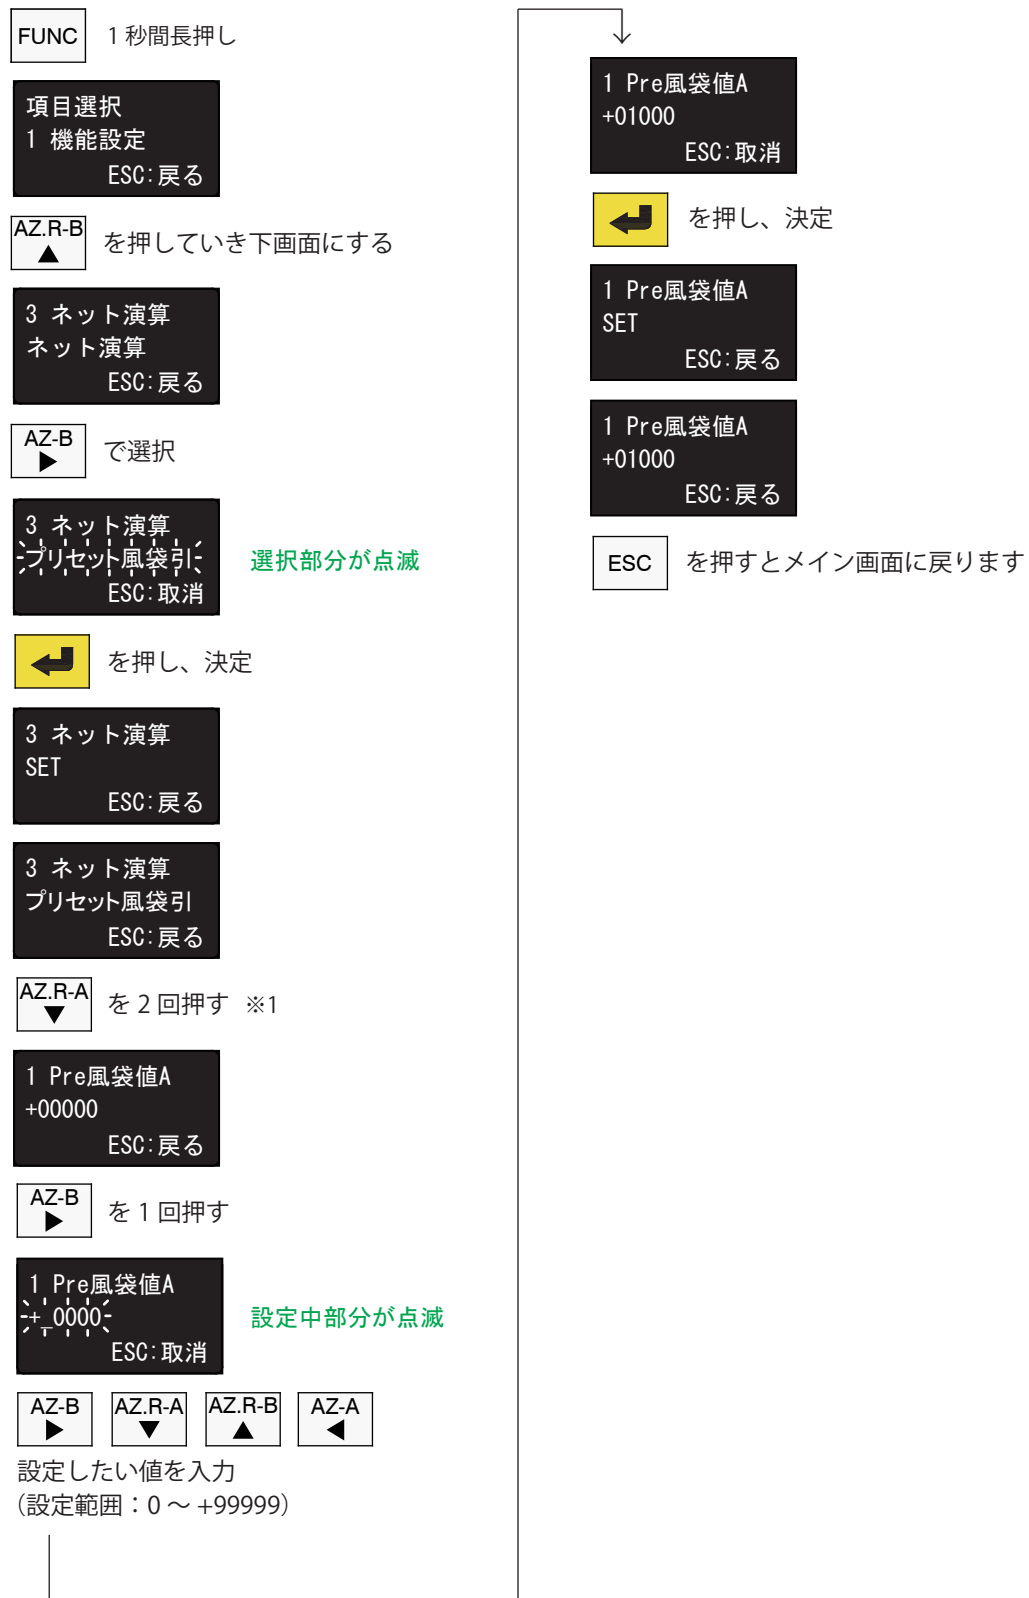 FUNC 1 秒間長押し
項目選択
1 機能設定
ESC:戻る
AZ.R-B を押していき下画面にする
3 ネット演算
ネット演算
ESC:戻る
AZ-B で選択
3 ネット演算
プリセット風袋引 選択部分が点滅
ESC:取消
を押し、決定
3 ネット演算
SET
ESC:戻る
3 ネット演算
プリセット風袋引
ESC:戻る
AZ.R-A を 2 回押す ※1
1 Pre風袋値A
+00000
ESC:戻る
AZ-B を 1 回押す
1 Pre風袋値A
+_0000 設定中部分が点滅
ESC:取消
AZ-B AZ.R-A AZ.R-B AZ-A
設定したい値を入力
（設定範囲：0 ～ +99999）
1 Pre風袋値A
+01000
ESC:取消
を押し、決定
1 Pre風袋値A
SET
ESC:戻る
1 Pre風袋値A
+01000
ESC:戻る
ESC を押すとメイン画面に戻ります